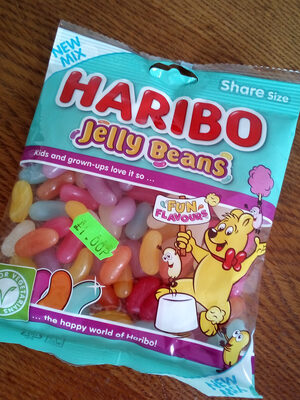 NEW
MIX
Share Size
HARIBO
Jelly Beans
Kids and grown-ups love it so ...
FUN
FLAVOURS
£1.00P
... the happy world of Haribo!
NEW
MIX